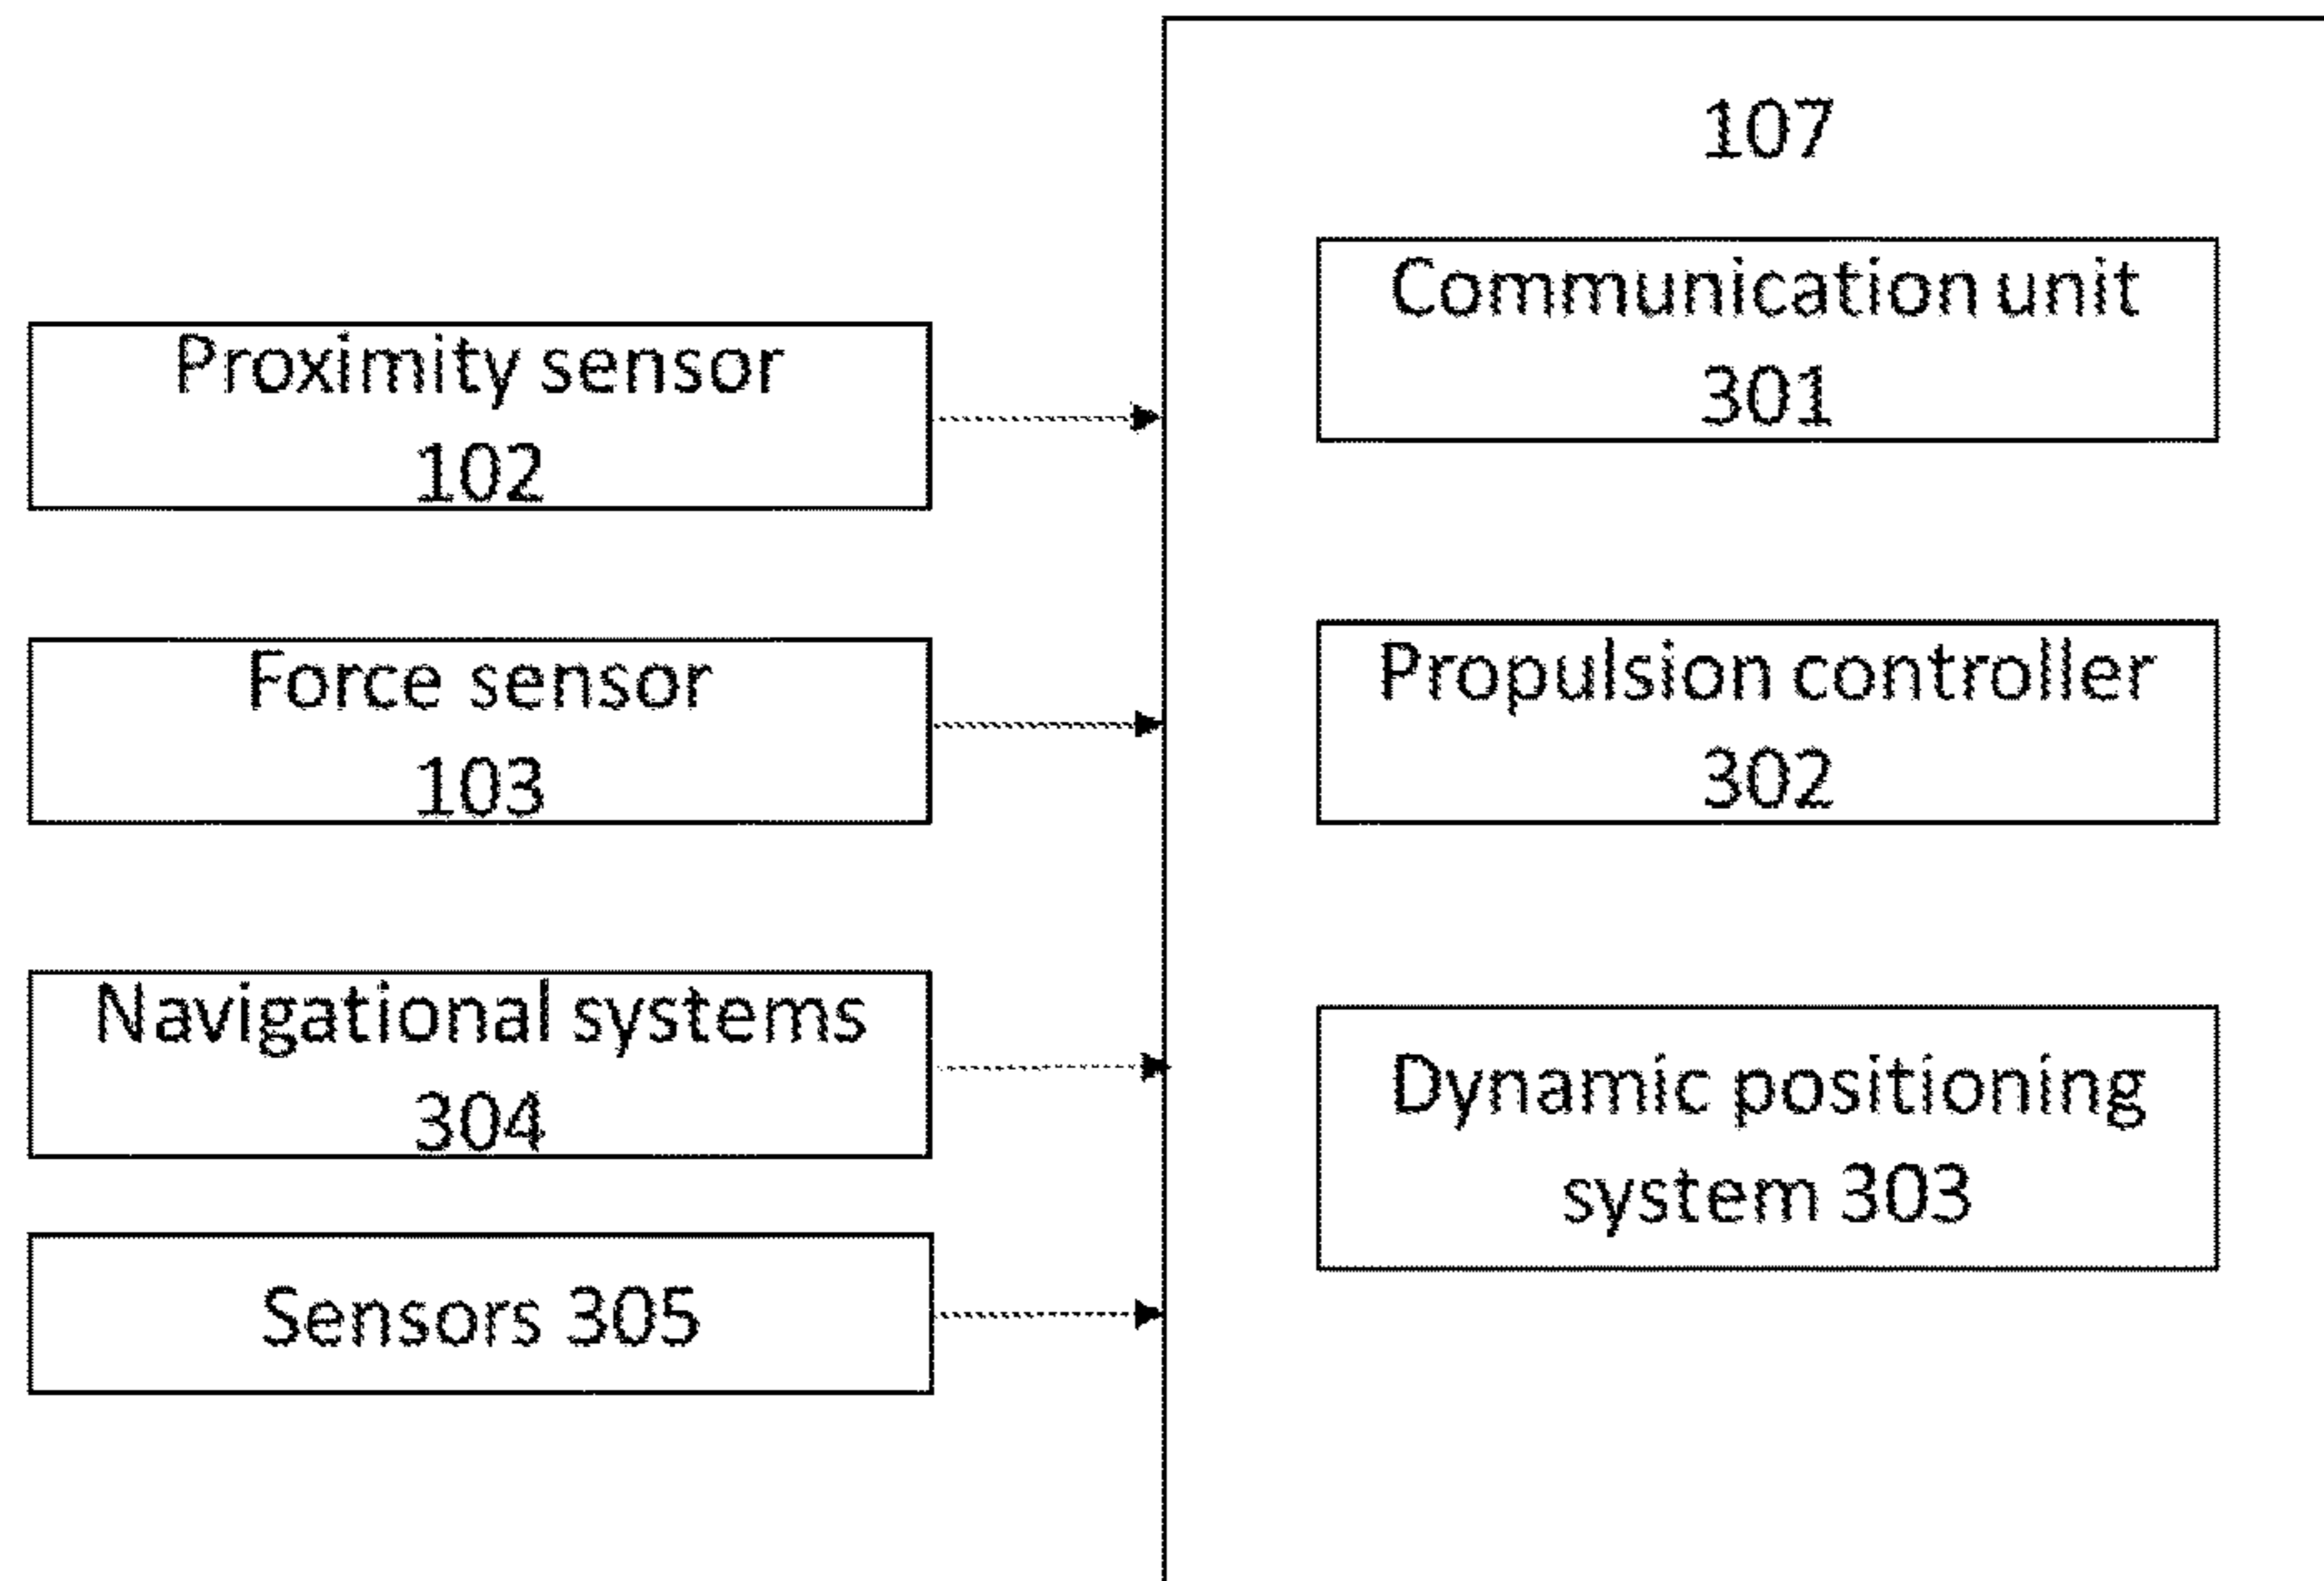 107
Communication unit
301
Proximity sensor
102
Force sensor
103
Propulsion controller
302
Navigational systems
304
Dynamic positioning
system 303
Sensors 305